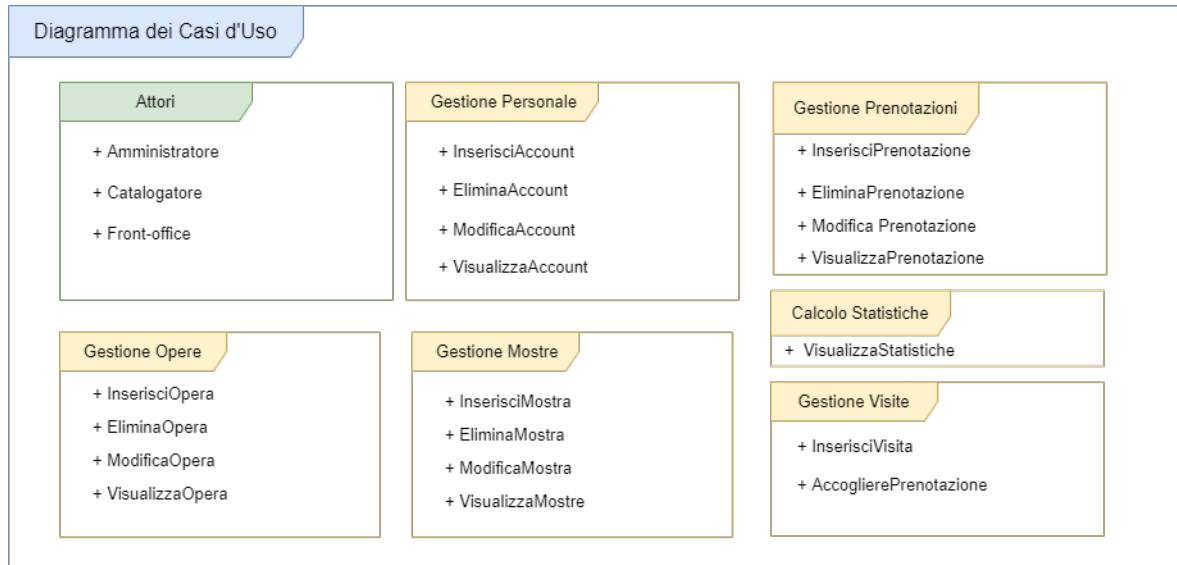 Diagramma dei Casi d'Uso
Attori
+ Amministratore
+ Catalogatore
+ Front-office
Gestione Personale
+ InserisciAccount
+ EliminaAccount
+ ModificaAccount
+ VisualizzaAccount
Gestione Prenotazioni
+ InserisciPrenotazione
+ EliminaPrenotazione
+ Modifica Prenotazione
+ VisualizzaPrenotazione
Calcolo Statistiche
+ VisualizzaStatistiche
Gestione Opere
+ InserisciOpera
+ EliminaOpera
+ ModificaOpera
+ VisualizzaOpera
Gestione Mostre
+ InserisciMostra
+ EliminaMostra
+ ModificaMostra
+ VisualizzaMostre
Gestione Visite
+ InserisciVisita
+ AccoglierePrenotazione